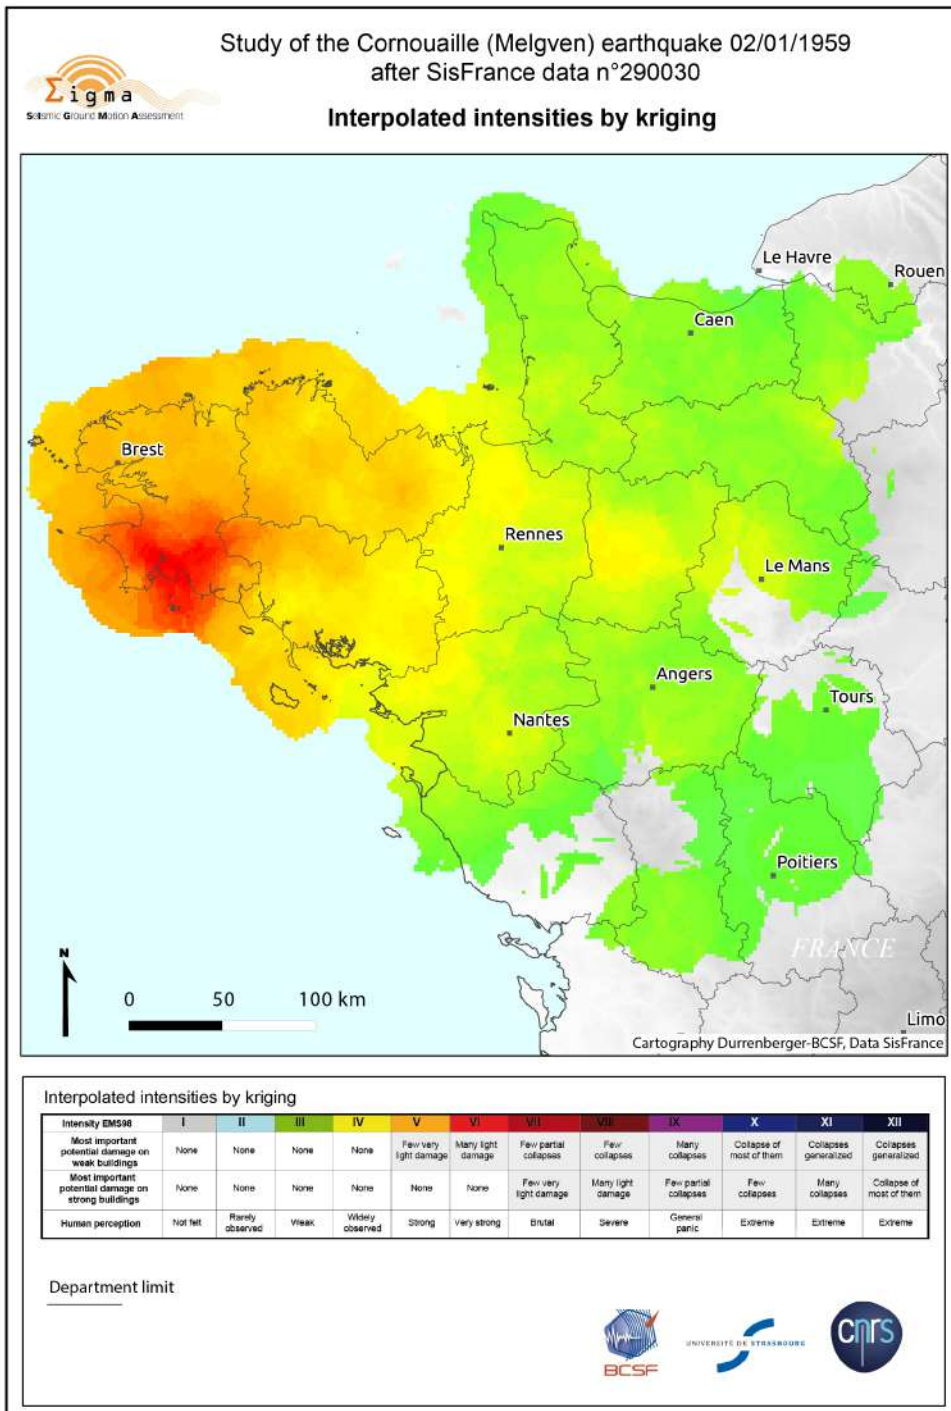 Study of the Cornouaille (Melgven) earthquake 02/01/1959
after SisFrance data n°290030
Σigma
SeIsmic Ground Motion Assessment
Interpolated intensities by kriging
Le Havre
Rouen
Caen
Brest
Rennes
Le Mans
Angers
Tours
Nantes
Poitiers
FRANCE
N
0 50 100 km
Limo
Cartography Durrenberger-BCSF, Data SisFrance
Interpolated intensities by kriging
Intensity EMS98 I II III IV V VI VII VIII IX X XI XII
Most important potential damage on weak buildings None None None None Few very light damage Many light damage Few partial collapses Few collapses Many collapses Collapse of most of them Collapses generalized Collapses generalized
Most important potential damage on strong buildings None None None None None None Few very light damage Many light damage Few partial collapses Few collapses Many collapses Collapse of most of them
Human perception Not felt Rarely observed Weak Widely observed Strong Very strong Brutal Severe General panic Extreme Extreme Extreme
Department limit
BCSF
UNIVERSITÉ DE STRASBOURG
cnrs